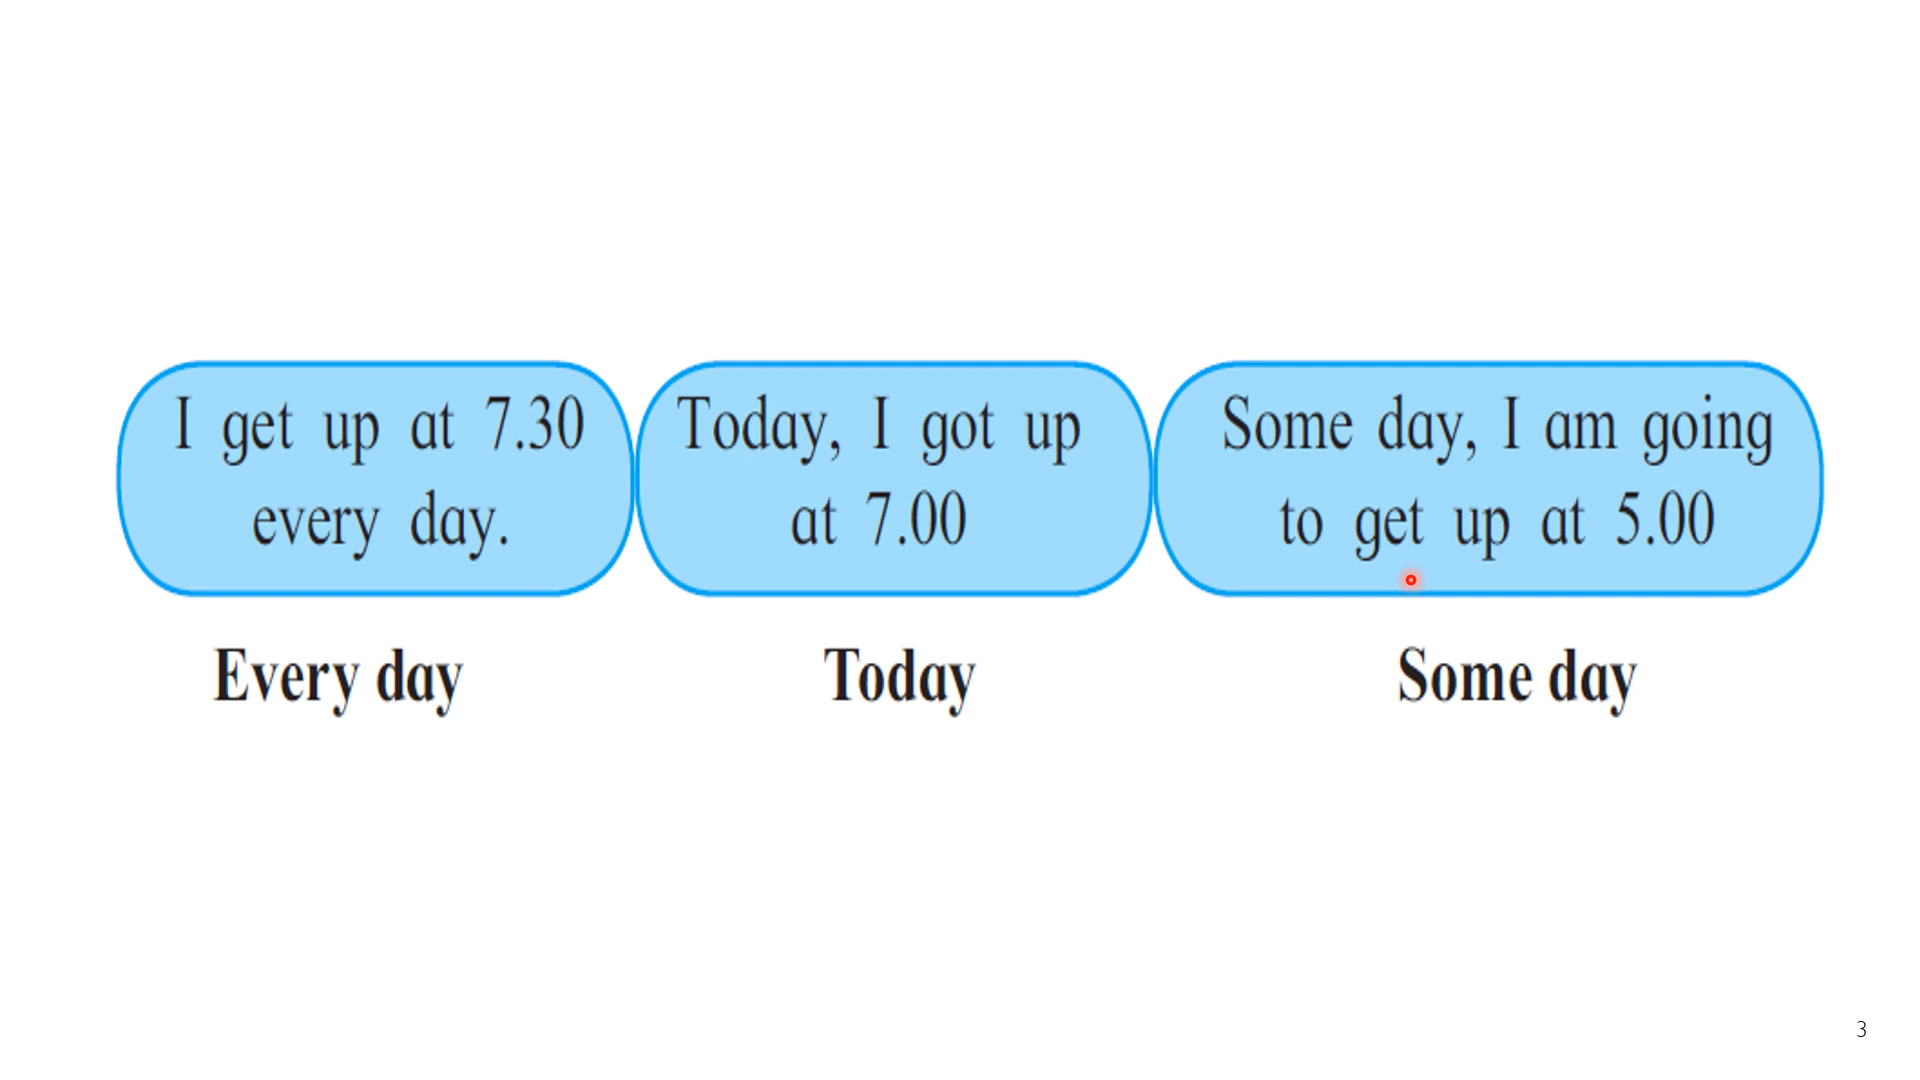 I get up at 7.30
every day.
Today, I got up
at 7.00
Some day, I am going
to get up at 5.00
Every day
Today
Some day
3